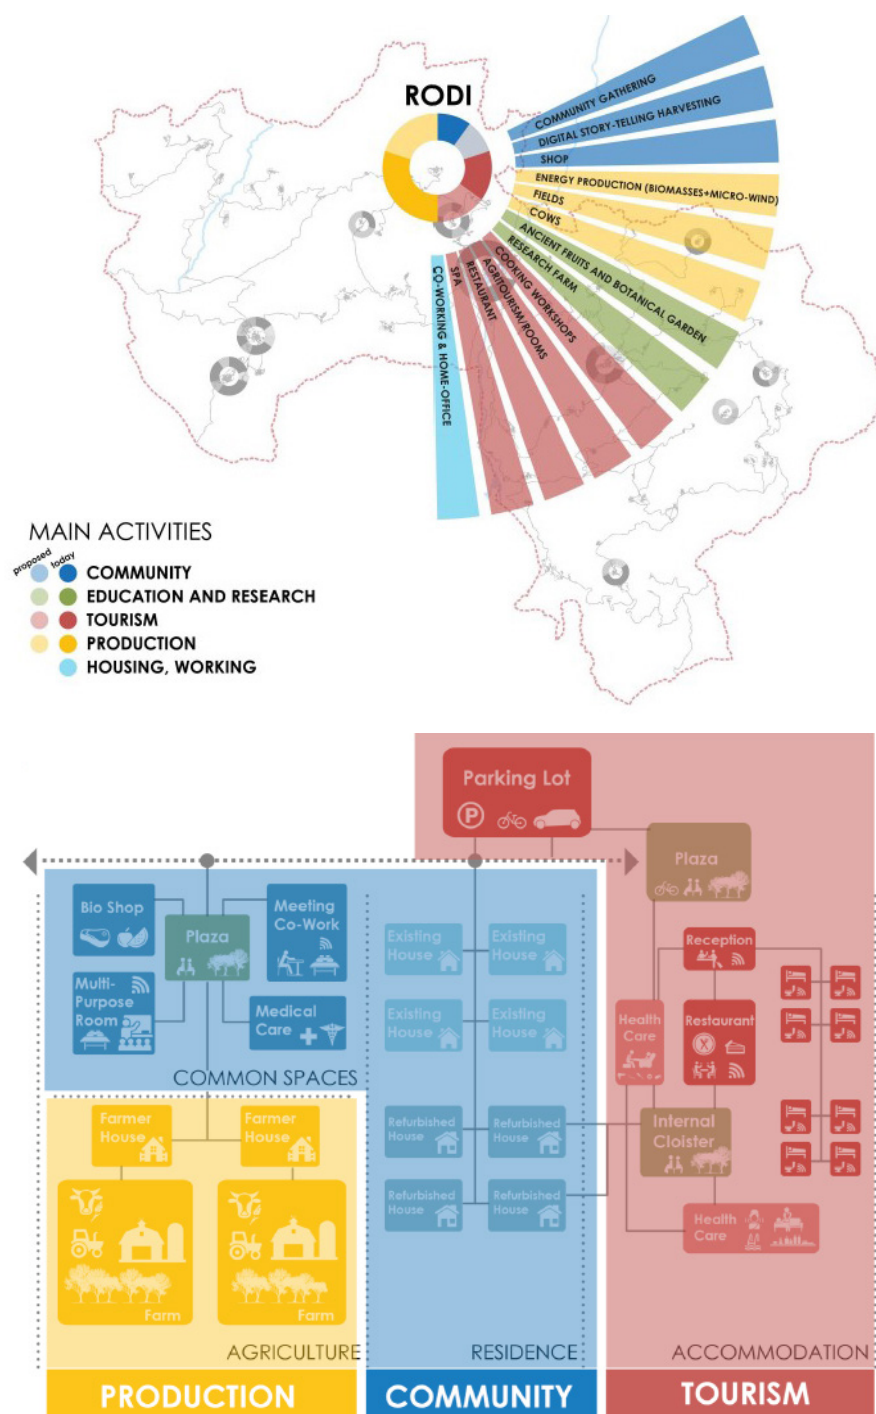 RODI
COMMUNITY GATHERING
DIGITAL STORY-TELLING HARVESTING
SHOP
ENERGY PRODUCTION (BIOMASSES+MICRO-WIND)
FIELDS
COWS
ANCIENT FRUITS AND BOTANICAL GARDEN
RESEARCH FARM
COOKING WORKSHOPS
AGRITOURISM/ROOMS
RESTAURANT
SPA
CO-WORKING & HOME-OFFICE
MAIN ACTIVITIES
proposed
today
COMMUNITY
EDUCATION AND RESEARCH
TOURISM
PRODUCTION
HOUSING, WORKING
Parking Lot
P
Plaza
Bio Shop
Plaza
Meeting
Co-Work
Multi-
Purpose
Room
Medical
Care
COMMON SPACES
Existing
House
Existing
House
Existing
House
Existing
House
Refurbished
House
Refurbished
House
Refurbished
House
Refurbished
House
Reception
Health
Care
Restaurant
Internal
Cloister
Health
Care
Farmer
House
Farmer
House
Farm
Farm
AGRICULTURE
RESIDENCE
ACCOMMODATION
PRODUCTION
COMMUNITY
TOURISM